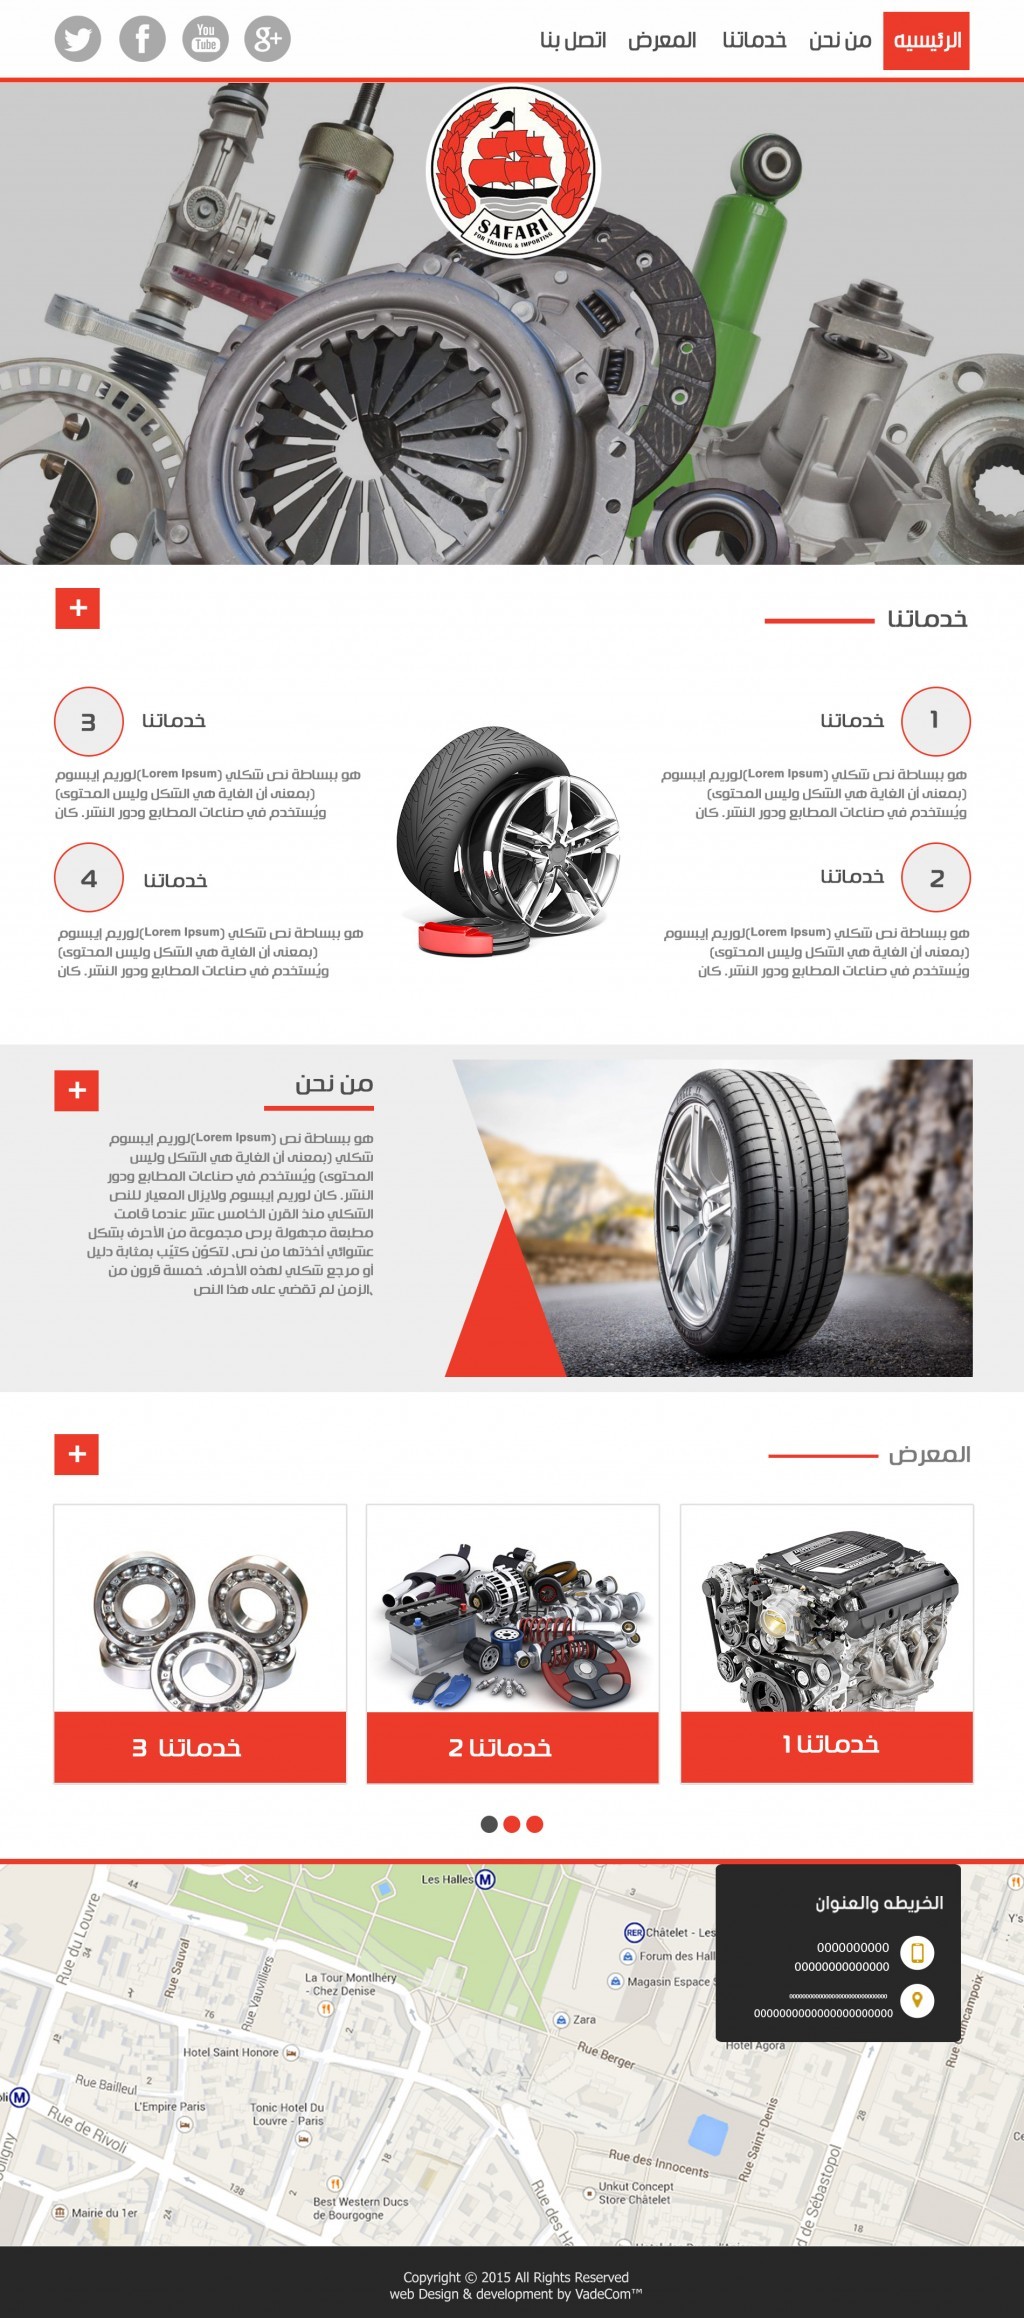 الرئيسيه
من نحن
خدماتنا
المعرض
اتصل بنا
You
Tube
g+
SAFARI
FOR TRADING & IMPORTING
خدماتنا
+
1
خدماتنا
هو ببساطة نص شكلي (Lorem Ipsum)لوريم إيبسوم
(بمعنى أن الغاية هي الشكل وليس المحتوى)
ويُستخدم في صناعات المطابع ودور النشر. كان
2
خدماتنا
هو ببساطة نص شكلي (Lorem Ipsum)لوريم إيبسوم
(بمعنى أن الغاية هي الشكل وليس المحتوى)
ويُستخدم في صناعات المطابع ودور النشر. كان
3
خدماتنا
هو ببساطة نص شكلي (Lorem Ipsum)لوريم إيبسوم
(بمعنى أن الغاية هي الشكل وليس المحتوى)
ويُستخدم في صناعات المطابع ودور النشر. كان
4
خدماتنا
هو ببساطة نص شكلي (Lorem Ipsum)لوريم إيبسوم
(بمعنى أن الغاية هي الشكل وليس المحتوى)
ويُستخدم في صناعات المطابع ودور النشر. كان
من نحن
+
هو ببساطة نص (Lorem Ipsum)لوريم إيبسوم
شكلي (بمعنى أن الغاية هي الشكل وليس
المحتوى) ويُستخدم في صناعات المطابع ودور
النشر. كان لوريم إيبسوم ولايزال المعيار للنص
الشكلي منذ القرن الخامس عشر عندما قامت
مطبعة مجهولة برص مجموعة من الأحرف بشكل
عشوائي أخذتها من نص، لتكوّن كتيّب بمثابة دليل
أو مرجع شكلي لهذه الأحرف. خمسة قرون من
،الزمن لم تقضي على هذا النص
المعرض
+
خدماتنا 1
خدماتنا 2
خدماتنا 3
الخريطه والعنوان
0000000000
00000000000000
0000000000000000000000
Les Halles M
44
34
3
Rue du Louvre
Rue Sauval
Rue Vauvilliers
RER Châtelet - Les
Forum des Hall
Magasin Espace S
Y's
La Tour Montlhéry
- Chez Denise
76
2
Zara
Hotel Saint Honore
Rue Berger
Hotel Agora
Rue Bailleul
2
M
L'Empire Paris
Tonic Hotel Du
Louvre - Paris
Rue de Rivoli
28
Rue Saint-Denis
Rue des Innocents
18
138
24
Best Western Ducs
de Bourgogne
Mairie du 1er
Unkut Concept
Store Châtelet
18
Copyright © 2015 All Rights Reserved
web Design & development by VadeCom™